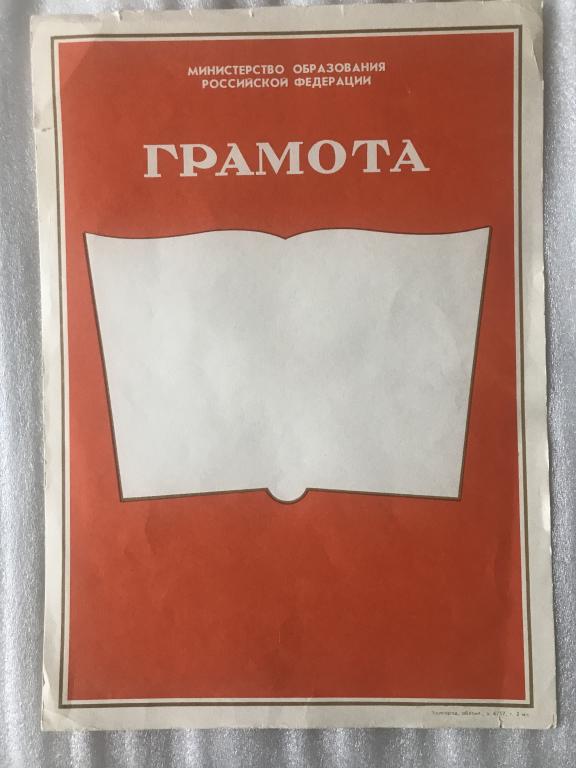 МИНИСТЕРСТВО ОБРАЗОВАНИЯ
РОССИЙСКОЙ ФЕДЕРАЦИИ
ГРАМОТА